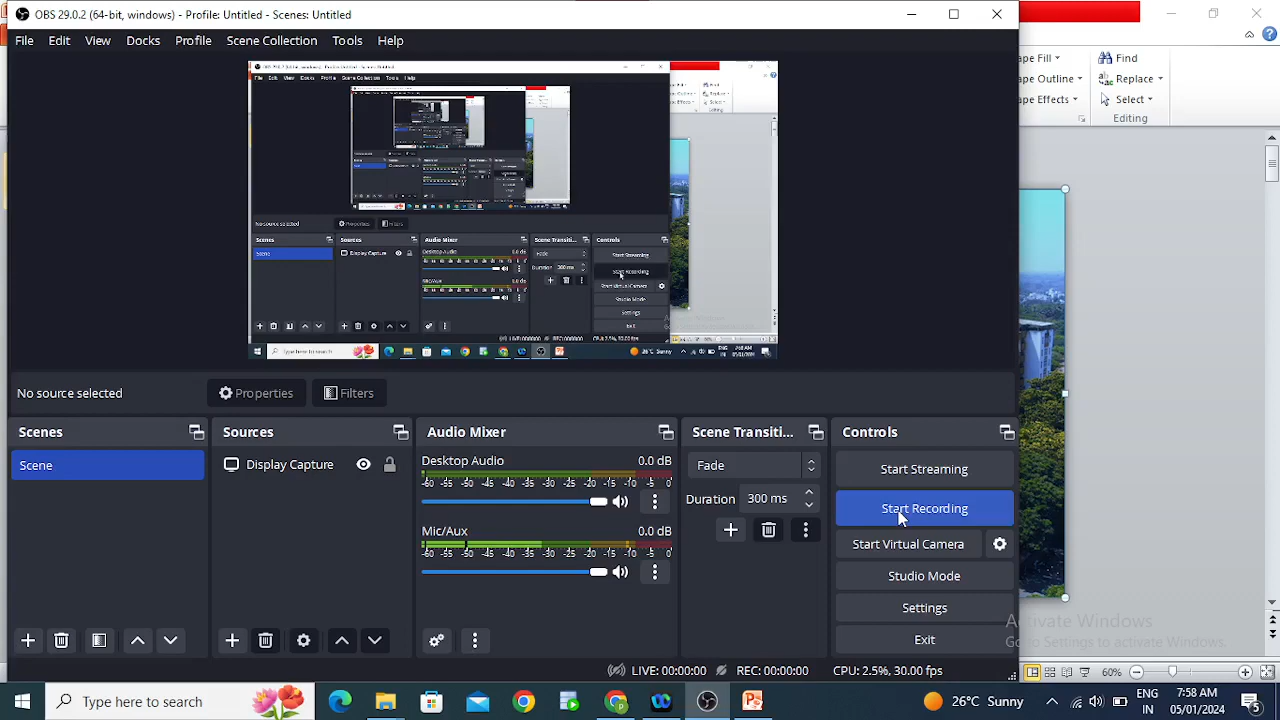 OBS 29.0.2 (64-bit, windows) - Profile: Untitled - Scenes: Untitled
File Edit View Docks Profile Scene Collection Tools Help
ape Fill
Find
ape Outline
Replace
ape Effects
Select
Editing
No source selected
Properties
Filters
Scenes
Sources
Audio Mixer
Scene Transiti...
Controls
Scene
Display Capture
Desktop Audio 0.0 dB
-60 -55 -50 -45 -40 -35 -30 -25 -20 -15 -10 -5 0
Mic/Aux 0.0 dB
-60 -55 -50 -45 -40 -35 -30 -25 -20 -15 -10 -5 0
Fade
Duration 300 ms
Start Streaming
Start Recording
Start Virtual Camera
Studio Mode
Settings
Exit
Activate Windows
Go to Settings to activate Windows.
LIVE: 00:00:00 REC: 00:00:00 CPU: 2.5%, 30.00 fps
60%
Type here to search
26°C Sunny
ENG
IN
7:58 AM
05/01/2024
5